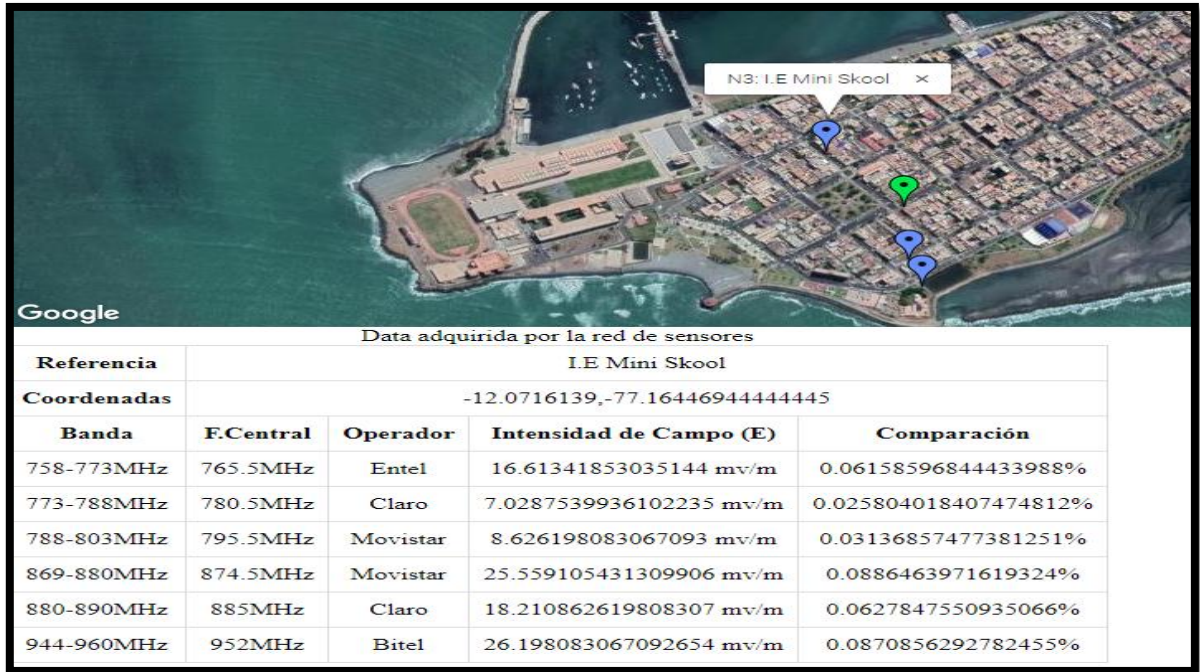 N3: I.E Mini Skool ×
Google
Data adquirida por la red de sensores
Referencia I.E Mini Skool
Coordenadas -12.0716139,-77.16446944444445
Banda F.Central Operador Intensidad de Campo (E) Comparación
758-773MHz 765.5MHz Entel 16.61341853035144 mv/m 0.06158596844433988%
773-788MHz 780.5MHz Claro 7.0287539936102235 mv/m 0.025804018407474812%
788-803MHz 795.5MHz Movistar 8.626198083067093 mv/m 0.03136857477381251%
869-880MHz 874.5MHz Movistar 25.559105431309906 mv/m 0.0886463971619324%
880-890MHz 885MHz Claro 18.210862619808307 mv/m 0.0627847550935066%
944-960MHz 952MHz Bitel 26.198083067092654 mv/m 0.0870856292782455%